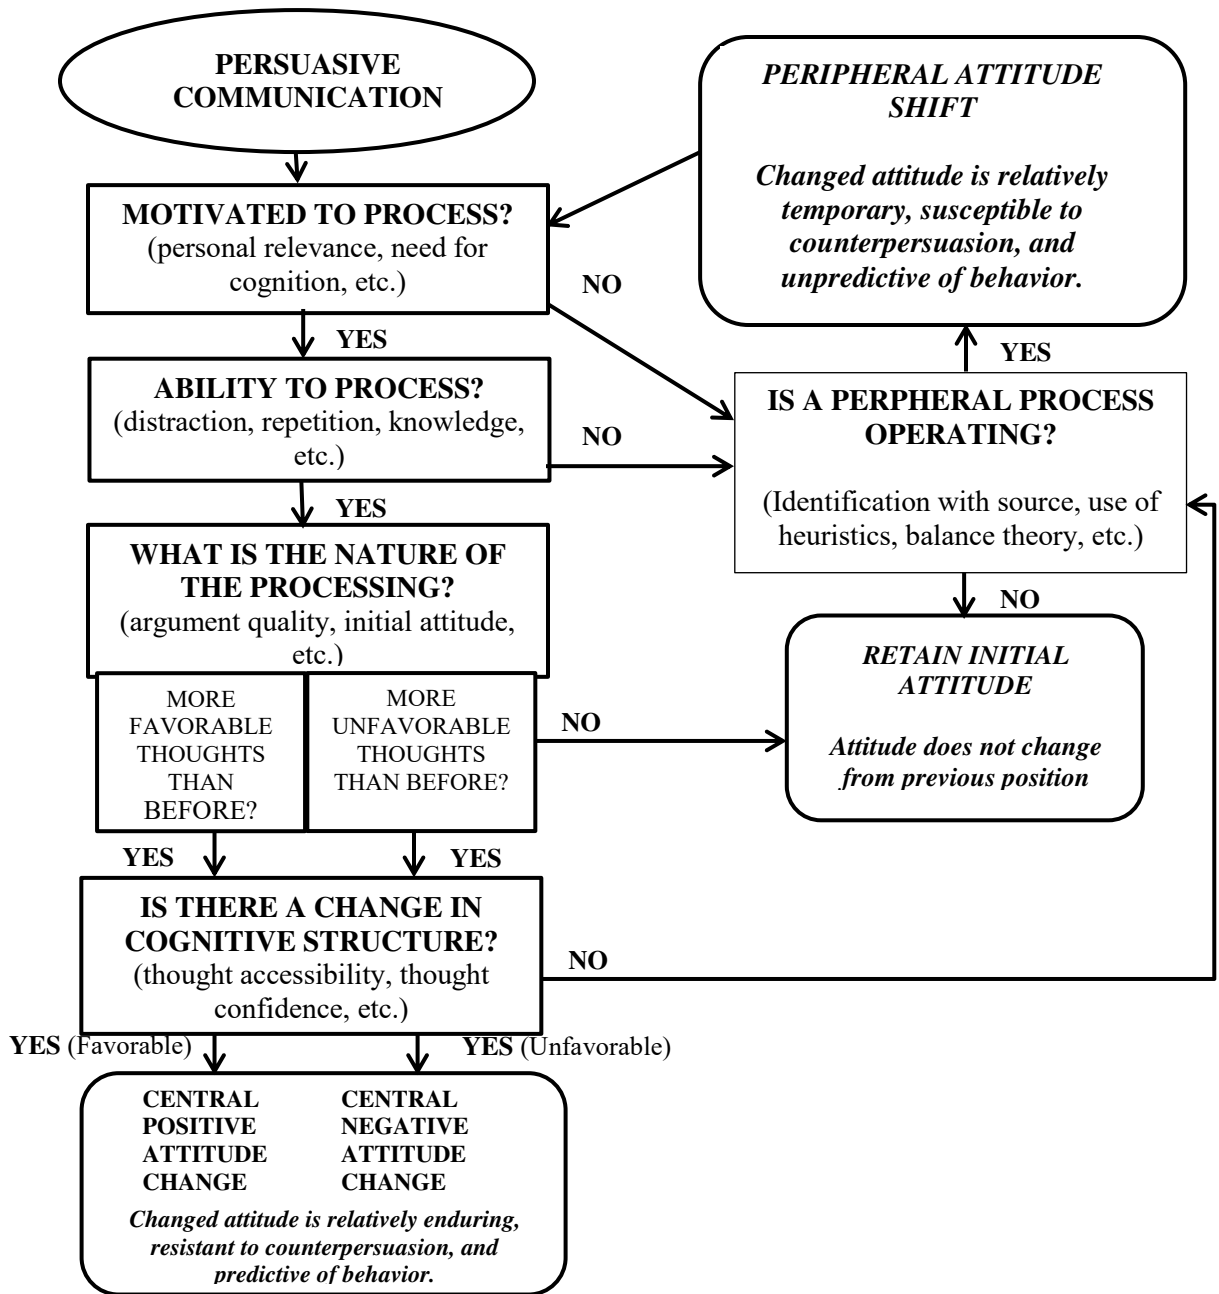 PERSUASIVE
COMMUNICATION
PERIPHERAL ATTITUDE
SHIFT
Changed attitude is relatively
temporary, susceptible to
counterpersuasion, and
unpredictive of behavior.
MOTIVATED TO PROCESS?
(personal relevance, need for
cognition, etc.)
NO
YES
YES
ABILITY TO PROCESS?
(distraction, repetition, knowledge,
etc.)
NO
IS A PERPHERAL PROCESS
OPERATING?
(Identification with source, use of
heuristics, balance theory, etc.)
YES
NO
WHAT IS THE NATURE OF
THE PROCESSING?
(argument quality, initial attitude,
etc.)
MORE
FAVORABLE
THOUGHTS
THAN
BEFORE?
MORE
UNFAVORABLE
THOUGHTS
THAN BEFORE?
NO
RETAIN INITIAL
ATTITUDE
Attitude does not change
from previous position
YES
YES
IS THERE A CHANGE IN
COGNITIVE STRUCTURE?
(thought accessibility, thought
confidence, etc.)
NO
YES (Favorable)
YES (Unfavorable)
CENTRAL
POSITIVE
ATTITUDE
CHANGE
CENTRAL
NEGATIVE
ATTITUDE
CHANGE
Changed attitude is relatively enduring,
resistant to counterpersuasion, and
predictive of behavior.